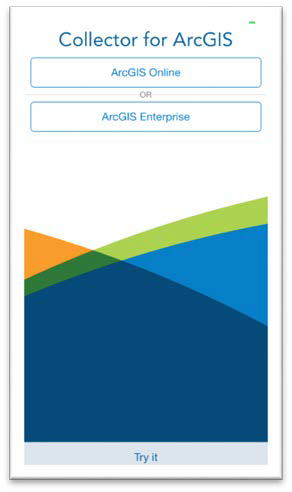 Collector for ArcGIS
ArcGIS Online
OR
ArcGIS Enterprise
Try it